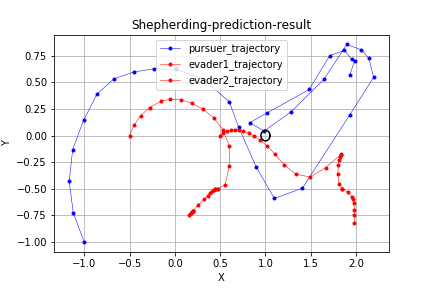 Shepherding-prediction-result
pursuer_trajectory
evader1_trajectory
evader2_trajectory
Y
0.75
0.50
0.25
0.00
−0.25
−0.50
−0.75
−1.00
−1.0
−0.5
0.0
0.5
1.0
1.5
2.0
X